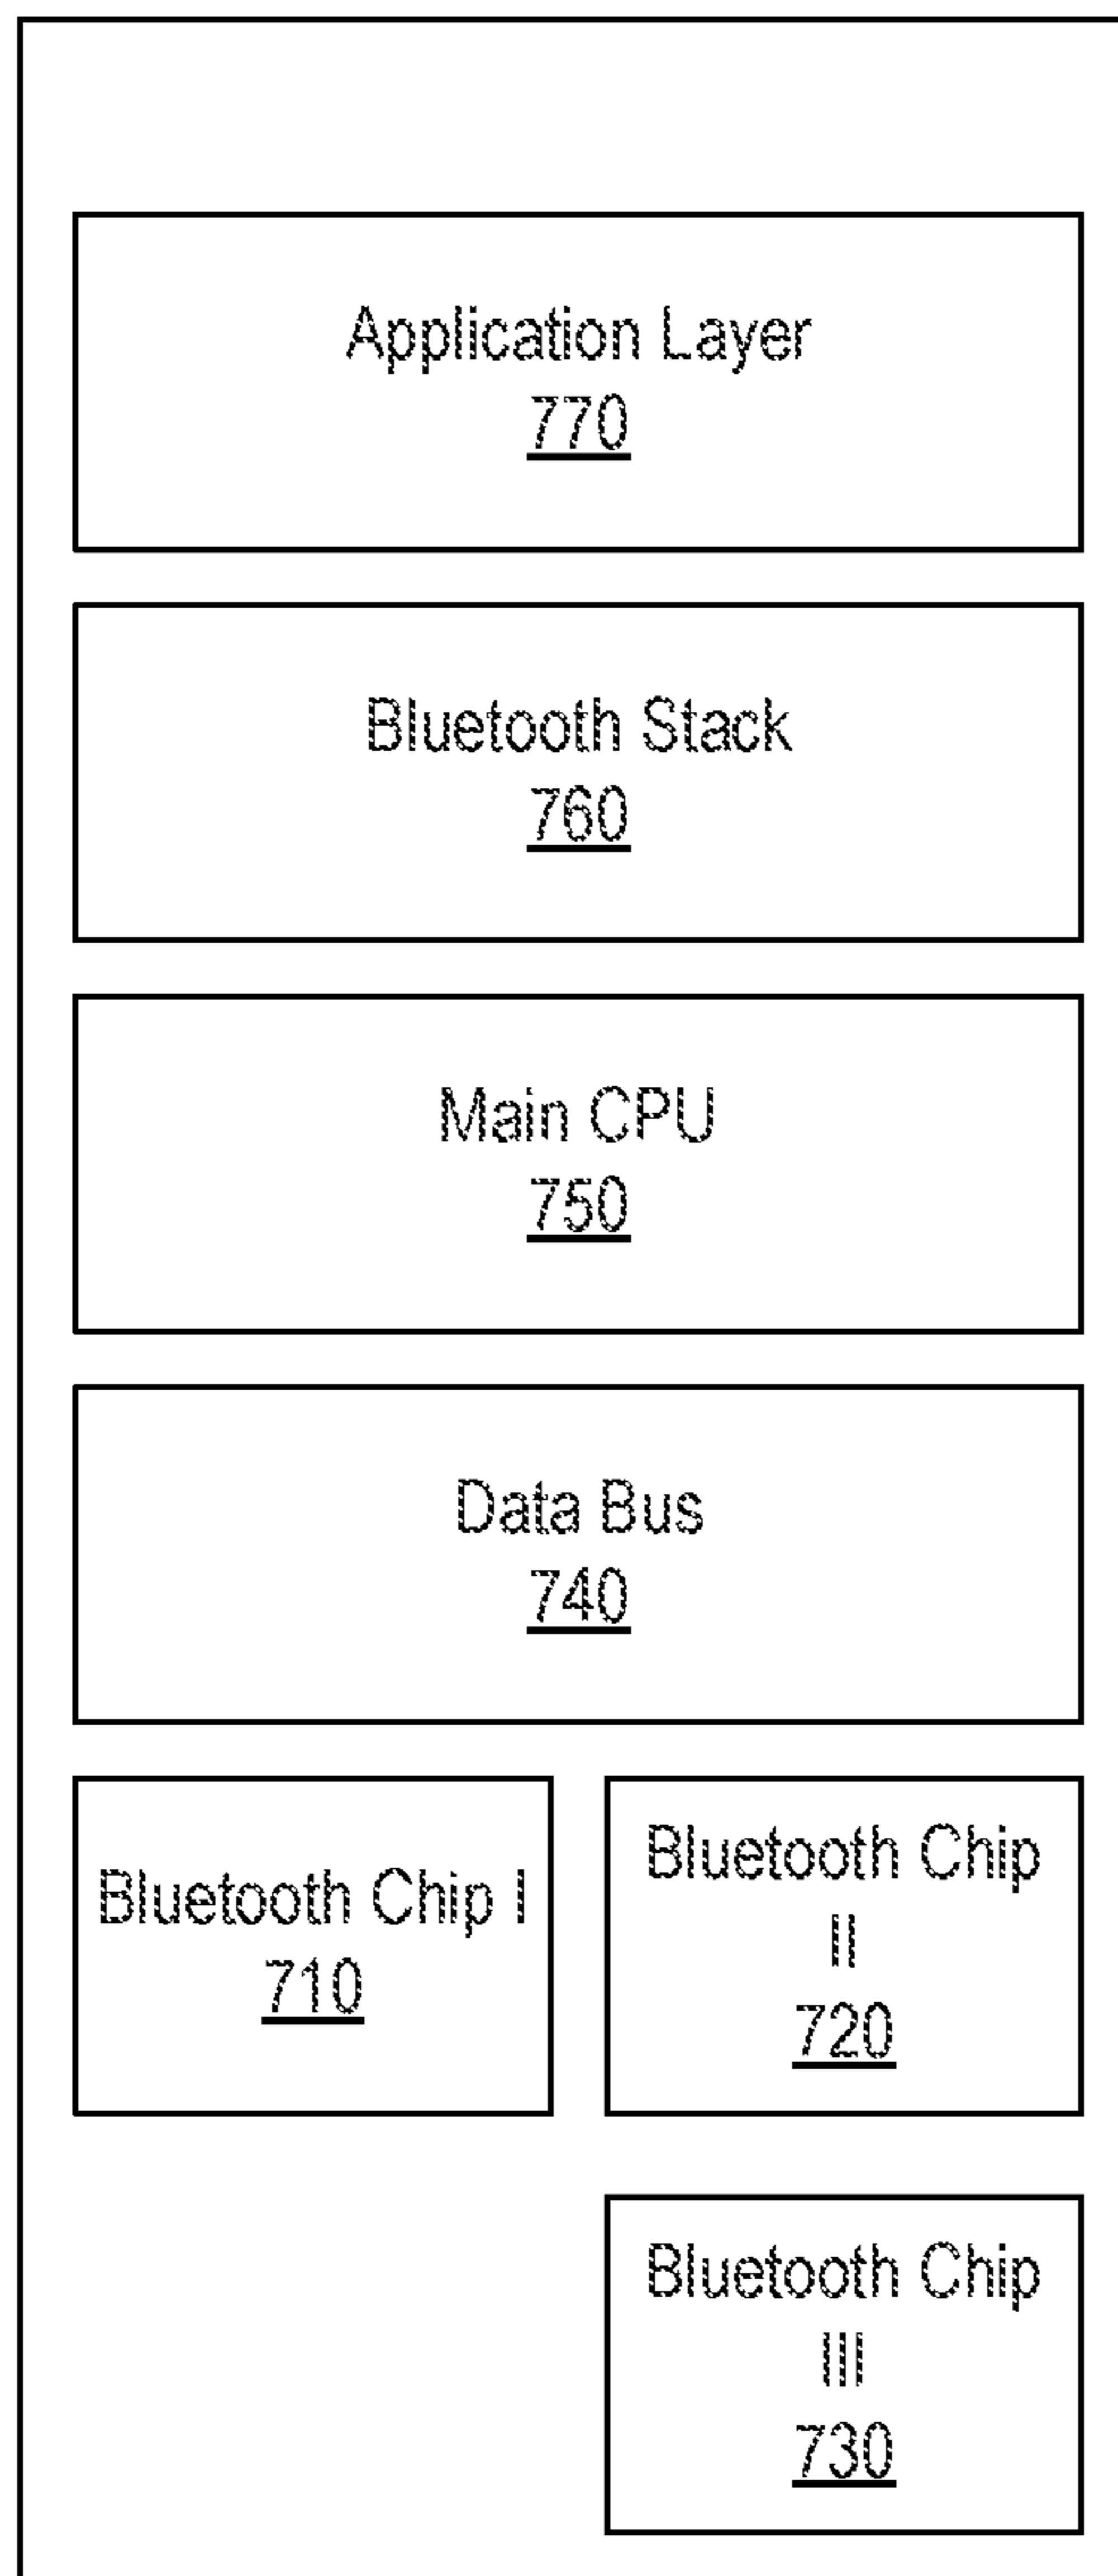 Application Layer
770
Bluetooth Stack
760
Main CPU
750
Data Bus
740
Bluetooth Chip I
710
Bluetooth Chip
II
720
Bluetooth Chip
III
730